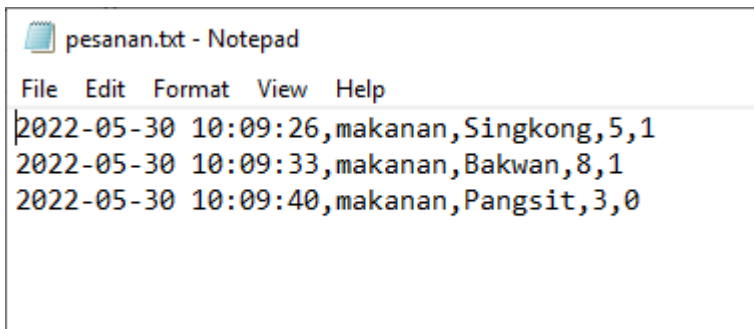 pesanan.txt - Notepad
File Edit Format View Help
2022-05-30 10:09:26,makanan,Singkong,5,1
2022-05-30 10:09:33,makanan,Bakwan,8,1
2022-05-30 10:09:40,makanan,Pangsit,3,0